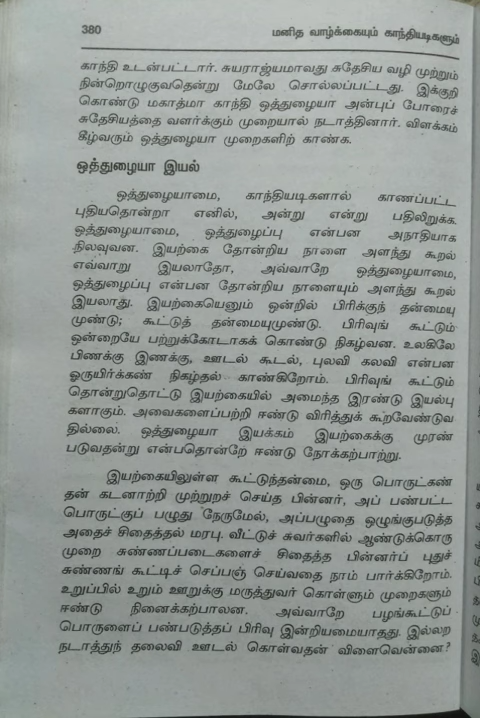 380
மனித வாழ்க்கையும் காந்தியடிகளும்
காந்தி உடன்பட்டார். சுயராஜ்யமாவது சுதேசிய வழி முற்றும்
நின்றொழுகுவதென்று மேலே சொல்லப்பட்டது. இக்குறி
கொண்டு மகாத்மா காந்தி ஒத்துழையா அன்புப் போரைச்
சுதேசியத்தை வளர்க்கும் முறையால் நடாத்தினார். விளக்கம்
கீழ்வரும் ஒத்துழையா முறைகளிற் காண்க.
ஒத்துழையா இயல்
ஒத்துழையாமை, காந்தியடிகளால் காணப்பட்ட
புதியதொன்றா எனில், அன்று என்று பதிலிறுக்க.
ஒத்துழையாமை, ஒத்துழைப்பு என்பன அநாதியாக
நிலவுவன. இயற்கை தோன்றிய நாளை அளந்து கூறல்
எவ்வாறு இயலாதோ, அவ்வாறே ஒத்துழையாமை,
ஒத்துழைப்பு என்பன தோன்றிய நாளையும் அளந்து கூறல்
இயலாது. இயற்கையெனும் ஒன்றில் பிரிக்குந் தன்மையு
முண்டு; கூட்டுத் தன்மையுமுண்டு. பிரிவுங் கூட்டும்
ஒன்றையே பற்றுக்கோடாகக் கொண்டு நிகழ்வன. உலகிலே
பிணக்கு இணக்கு, ஊடல் கூடல், புலவி கலவி என்பன
ஓருயிர்க்கண் நிகழ்தல் காண்கிறோம். பிரிவுங் கூட்டும்
தொன்றுதொட்டு இயற்கையில் அமைந்த இரண்டு இயல்பு
களாகும். அவைகளைப்பற்றி ஈண்டு விரித்துக் கூறவேண்டுவ
தில்லை. ஒத்துழையா இயக்கம் இயற்கைக்கு முரண்
படுவதன்று என்பதொன்றே ஈண்டு நோக்கற்பாற்று.
இயற்கையிலுள்ள கூட்டுந்தன்மை, ஒரு பொருட்கண்
தன் கடனாற்றி முற்றுறச் செய்த பின்னர், அப் பண்பட்ட
பொருட்குப் பழுது நேருமேல், அப்பழுதை ஒழுங்குபடுத்த
அதைச் சிதைத்தல் மரபு. வீட்டுச் சுவர்களில் ஆண்டுக்கொரு
முறை சுண்ணப்படைகளைச் சிதைத்த பின்னர்ப் புதுச்
சுண்ணங் கூட்டிச் செப்பஞ் செய்வதை நாம் பார்க்கிறோம்.
உறுப்பில் உறும் ஊறுக்கு மருத்துவர் கொள்ளும் முறைகளும்
ஈண்டு நினைக்கற்பாலன. அவ்வாறே பழங்கூட்டுப்
பொருளைப் பண்படுத்தப் பிரிவு இன்றியமையாதது. இல்லற
நடாத்துந் தலைவி ஊடல் கொள்வதன் விளைவென்னை?